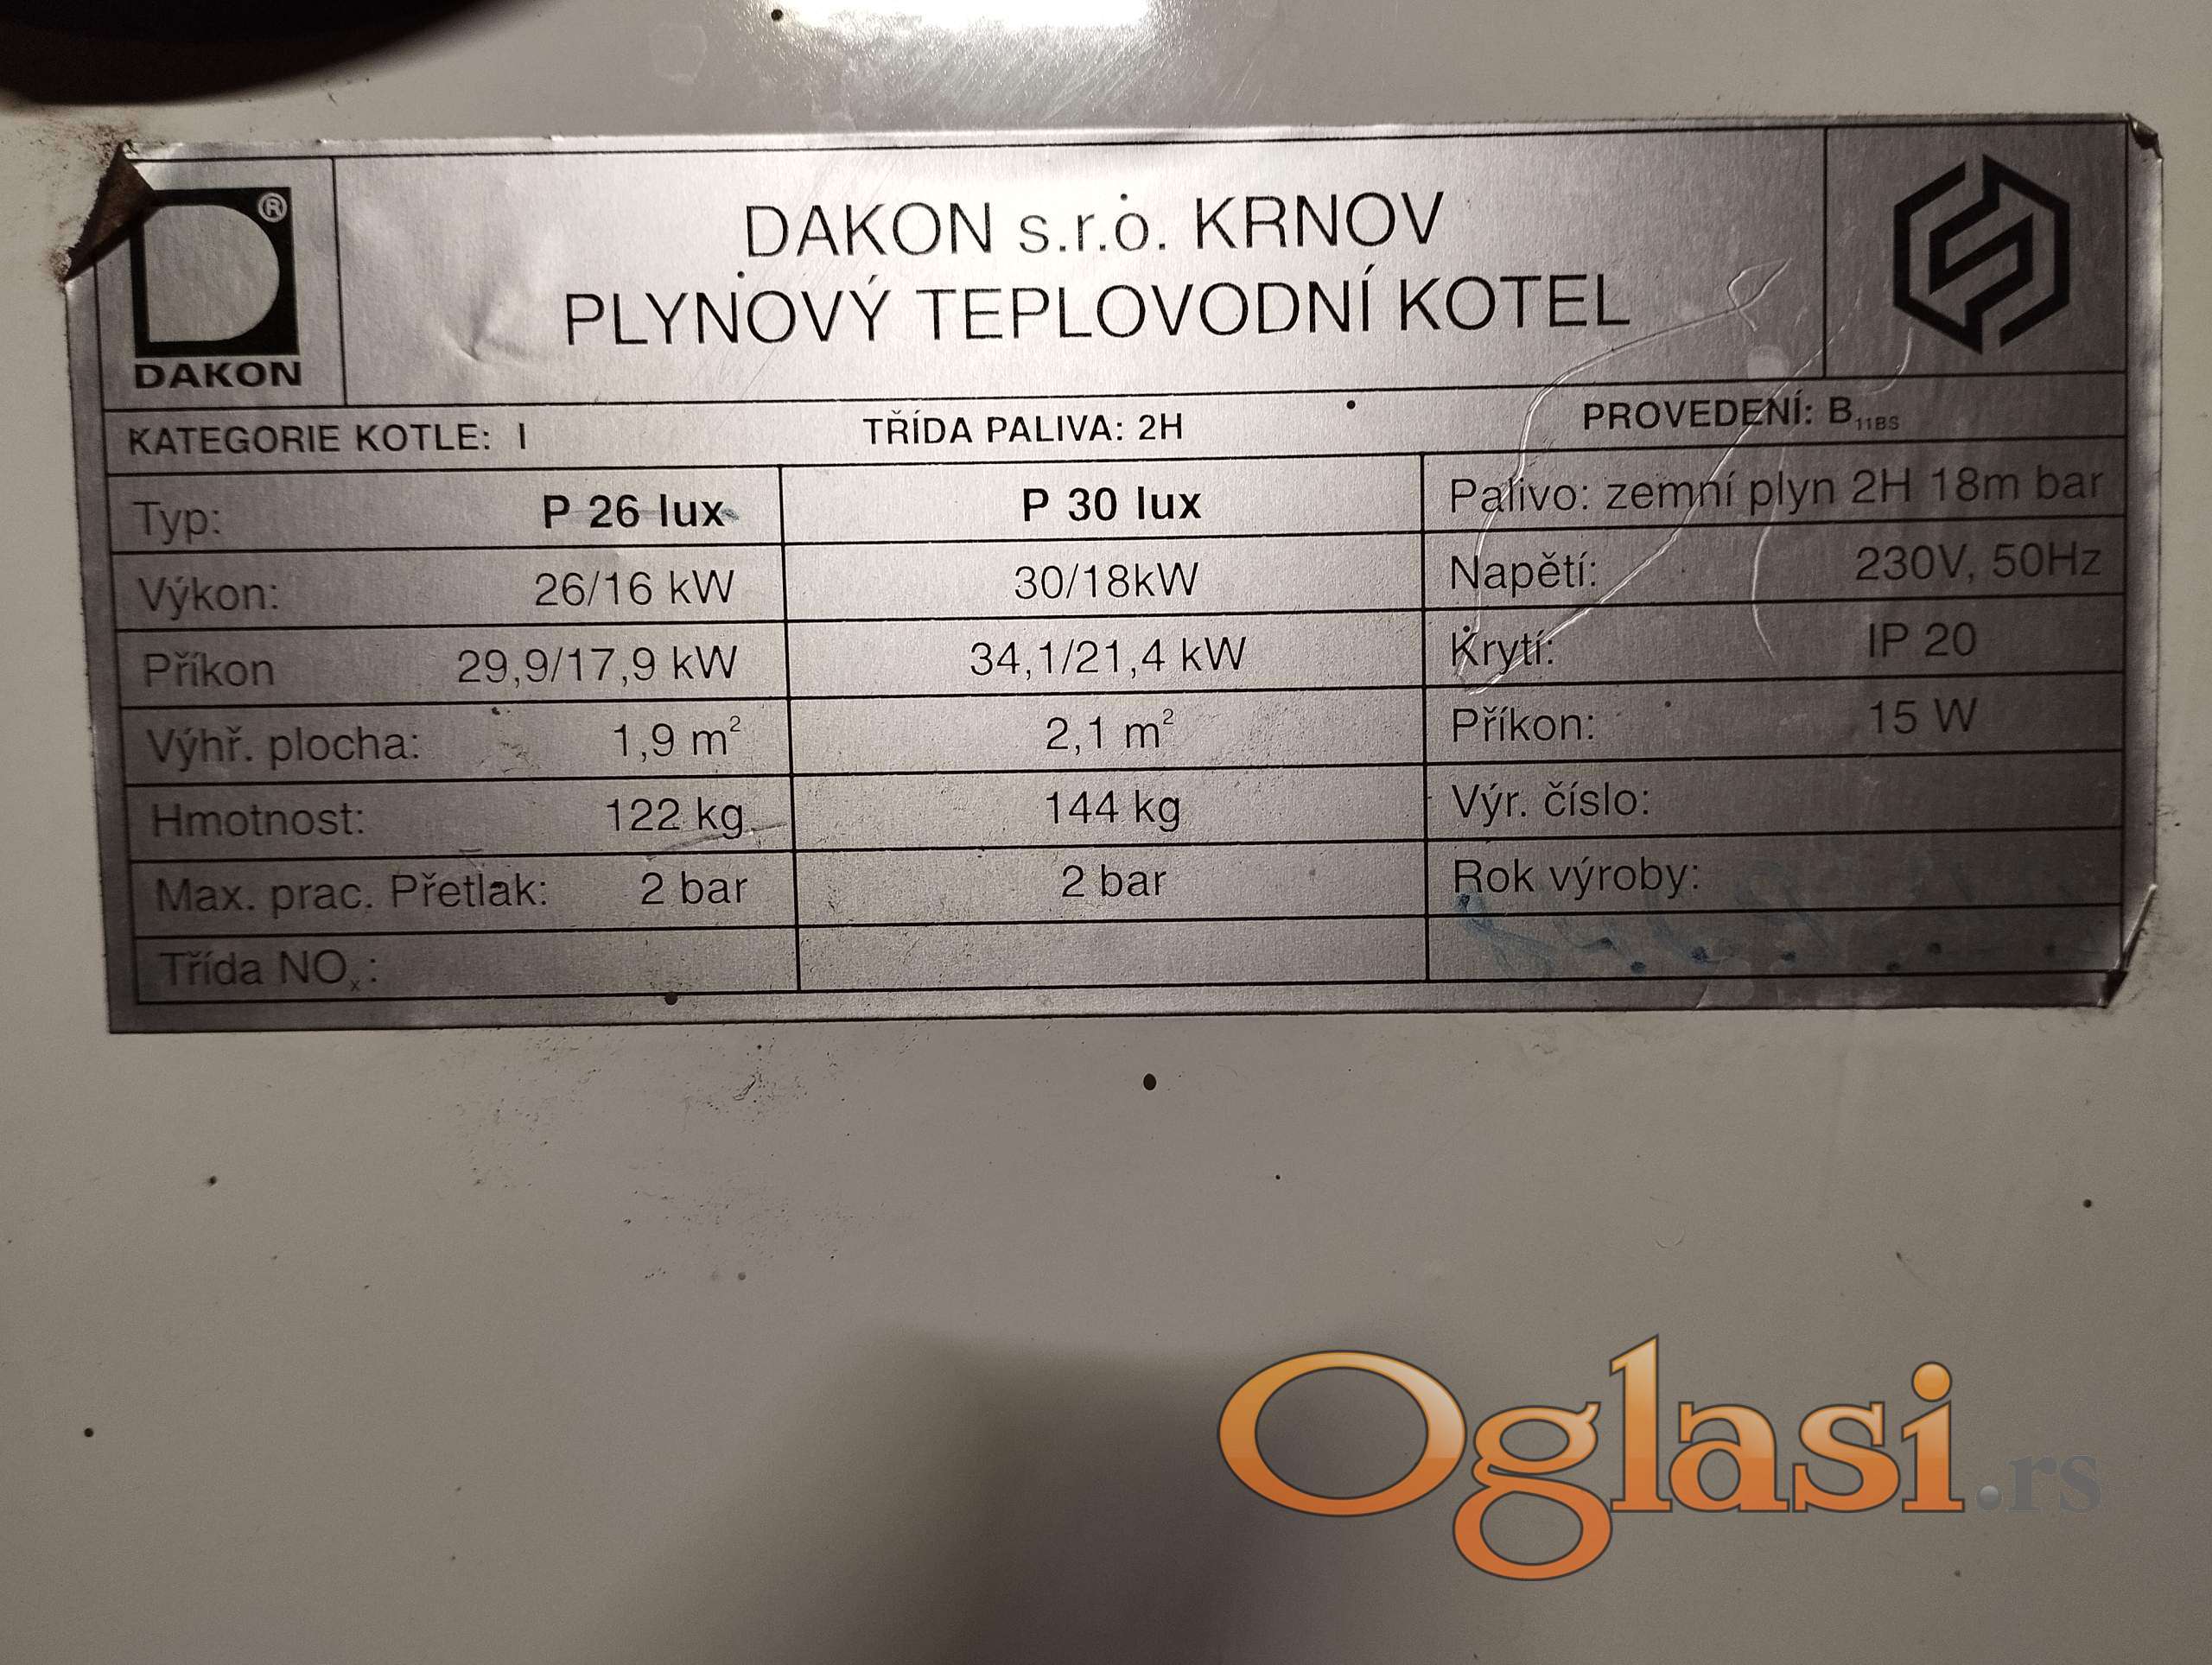 ®
DAKON
DAKON s.r.o. KRNOV
PLYNOVÝ TEPLOVODNÍ KOTEL
KATEGORIE KOTLE: I TŘÍDA PALIVA: 2H PROVEDENÍ: B₁₁BS
Typ: P 26 lux P 30 lux Palivo: zemní plyn 2H 18m bar
Výkon: 26/16 kW 30/18kW Napětí: 230V, 50Hz
Příkon 29,9/17,9 kW 34,1/21,4 kW Krytí: IP 20
Výhř. plocha: 1,9 m² 2,1 m² Příkon: 15 W
Hmotnost: 122 kg 144 kg Výr. číslo:
Max. prac. Přetlak: 2 bar 2 bar Rok výroby:
Třída NOₓ:
Oglasi.rs